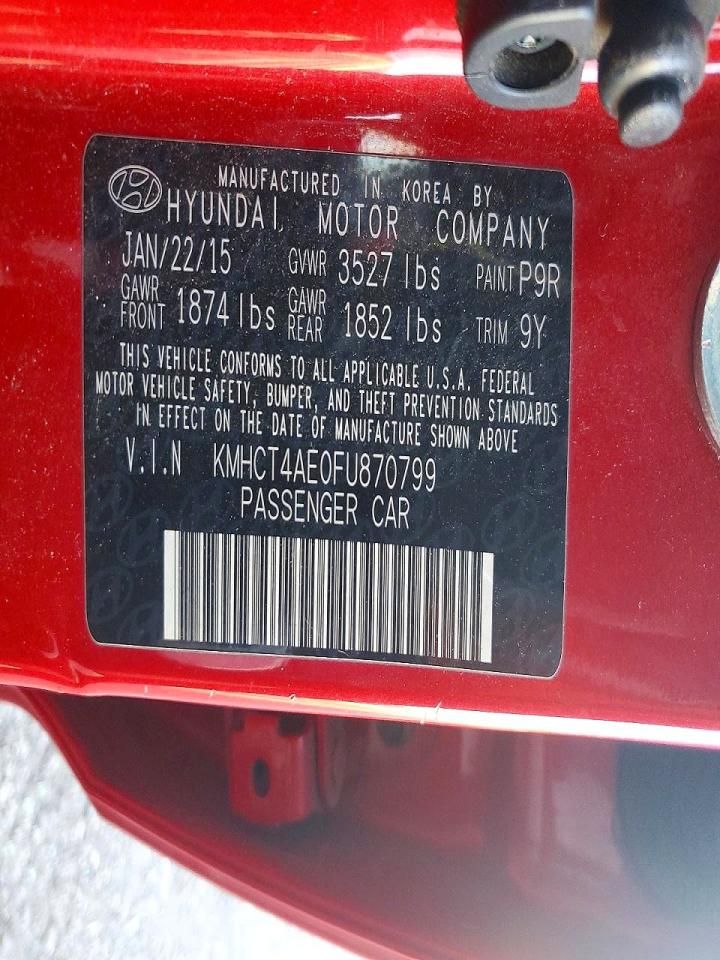 MANUFACTURED IN KOREA BY
HYUNDAI MOTOR COMPANY
JAN/22/15 GVWR 3527 lbs PAINT P9R
GAWR FRONT 1874 lbs GAWR REAR 1852 lbs TRIM 9Y
THIS VEHICLE CONFORMS TO ALL APPLICABLE U.S.A. FEDERAL
MOTOR VEHICLE SAFETY, BUMPER, AND THEFT PREVENTION STANDARDS
IN EFFECT ON THE DATE OF MANUFACTURE SHOWN ABOVE
V.I.N KMHCT4AE0FU870799
PASSENGER CAR